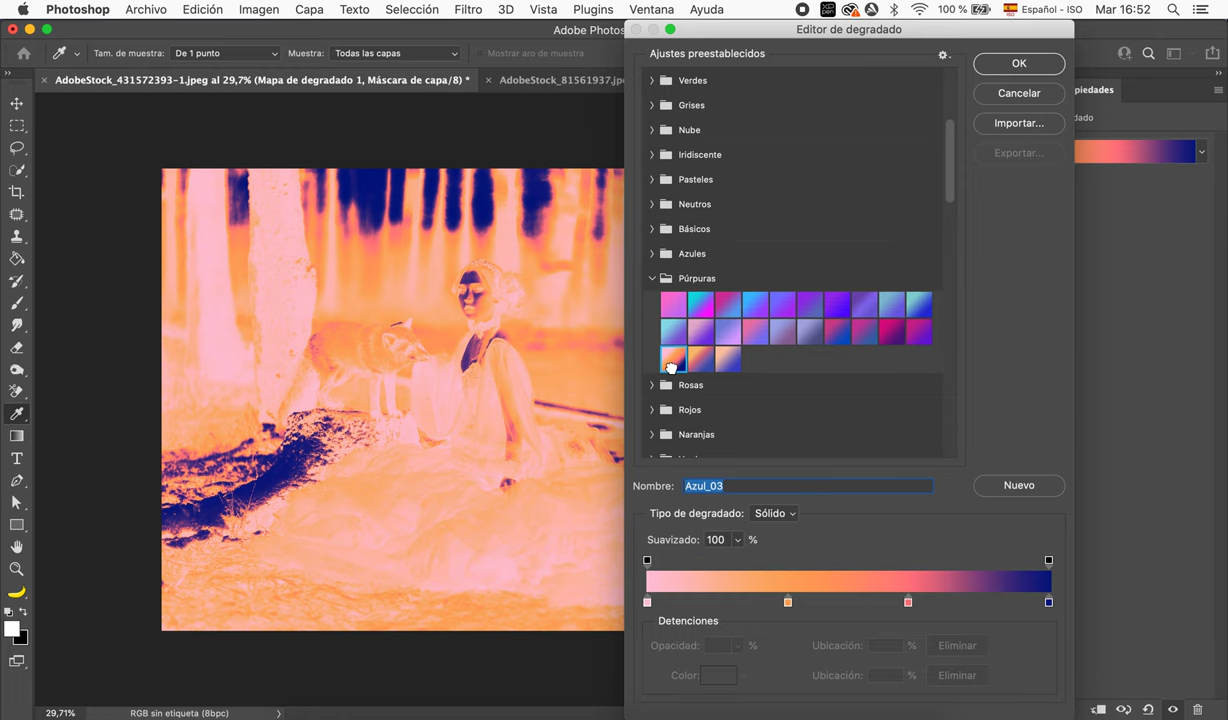 Photoshop Archivo Edición Imagen Capa Texto Selección Filtro 3D Vista Plugins Ventana Ayuda 100 % Español - ISO Mar 16:52
Adobe Photos
Editor de degradado
Tam. de muestra: De 1 punto Muestra: Todas las capas Mostrar aro de muestra
AdobeStock_431572393-1.jpeg al 29,7% (Mapa de degradado 1, Máscara de capa/8) *
AdobeStock_81561937.jpe
Ajustes preestablecidos
Verdes
Grises
Nube
Iridiscente
Pasteles
Neutros
Básicos
Azules
Púrpuras
Rosas
Rojos
Naranjas
OK
Cancelar
Importar...
Exportar...
piedades
dado
Nombre: Azul_03
Nuevo
Tipo de degradado: Sólido
Suavizado: 100 %
Detenciones
Opacidad: % Ubicación: % Eliminar
Color: Ubicación: % Eliminar
29,71% RGB sin etiqueta (8bpc)